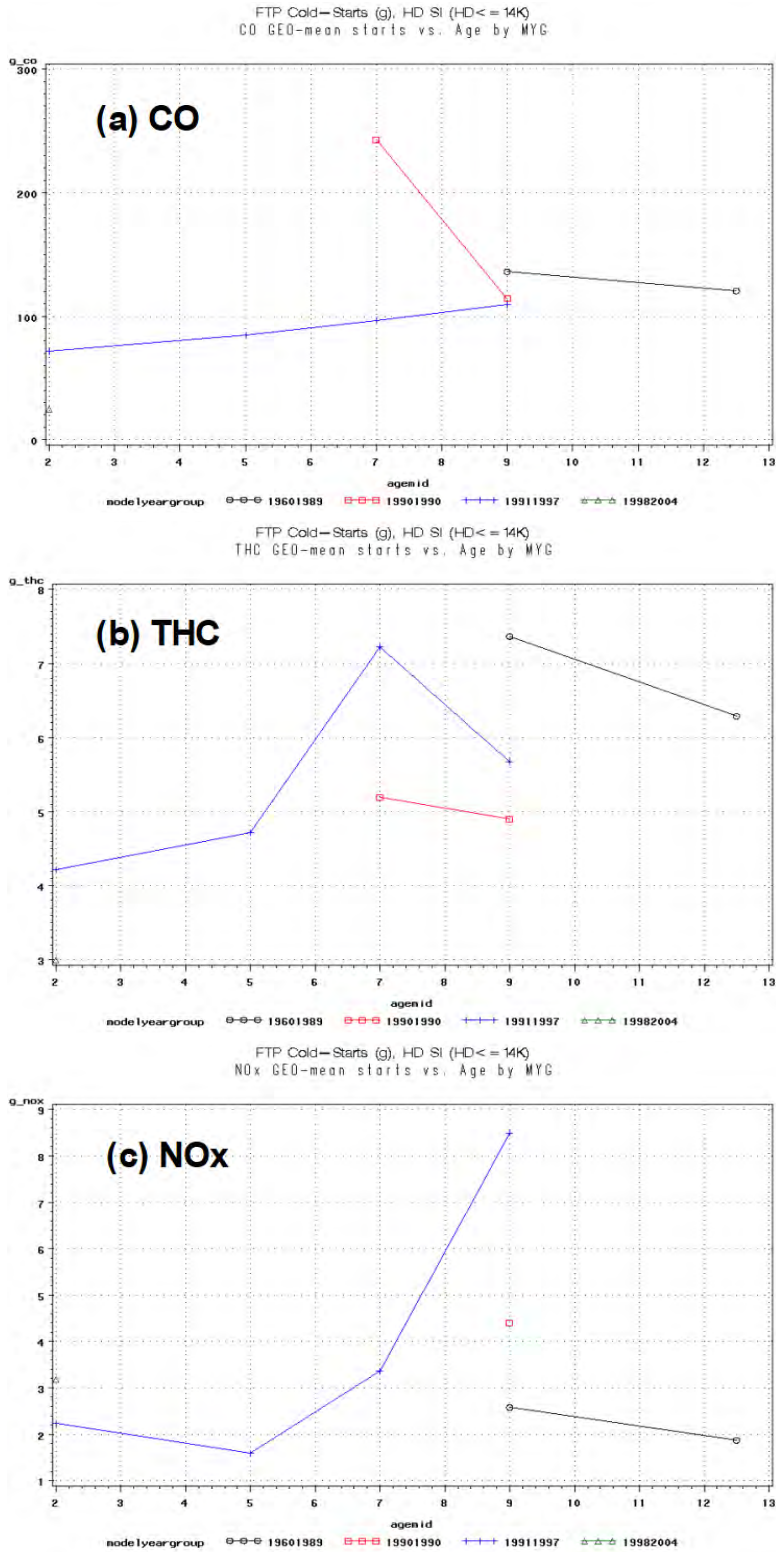 FTP Cold-Starts (g), HD SI (HD<=14K)
CO GEO-mean starts vs. Age by MYG
g_co
300
(a) CO
200
100
0
2 3 4 5 6 7 8 9 10 11 12 13
agemid
modelyeargroup 19601989 19901990 19911997 19982004
FTP Cold-Starts (g), HD SI (HD<=14K)
THC GEO-mean starts vs. Age by MYG
g_thc
8
(b) THC
7
6
5
4
3
2 3 4 5 6 7 8 9 10 11 12 13
agemid
modelyeargroup 19601989 19901990 19911997 19982004
FTP Cold-Starts (g), HD SI (HD<=14K)
NOx GEO-mean starts vs. Age by MYG
g_nox
9
(c) NOx
8
7
6
5
4
3
2
1
2 3 4 5 6 7 8 9 10 11 12 13
agemid
modelyeargroup 19601989 19901990 19911997 19982004